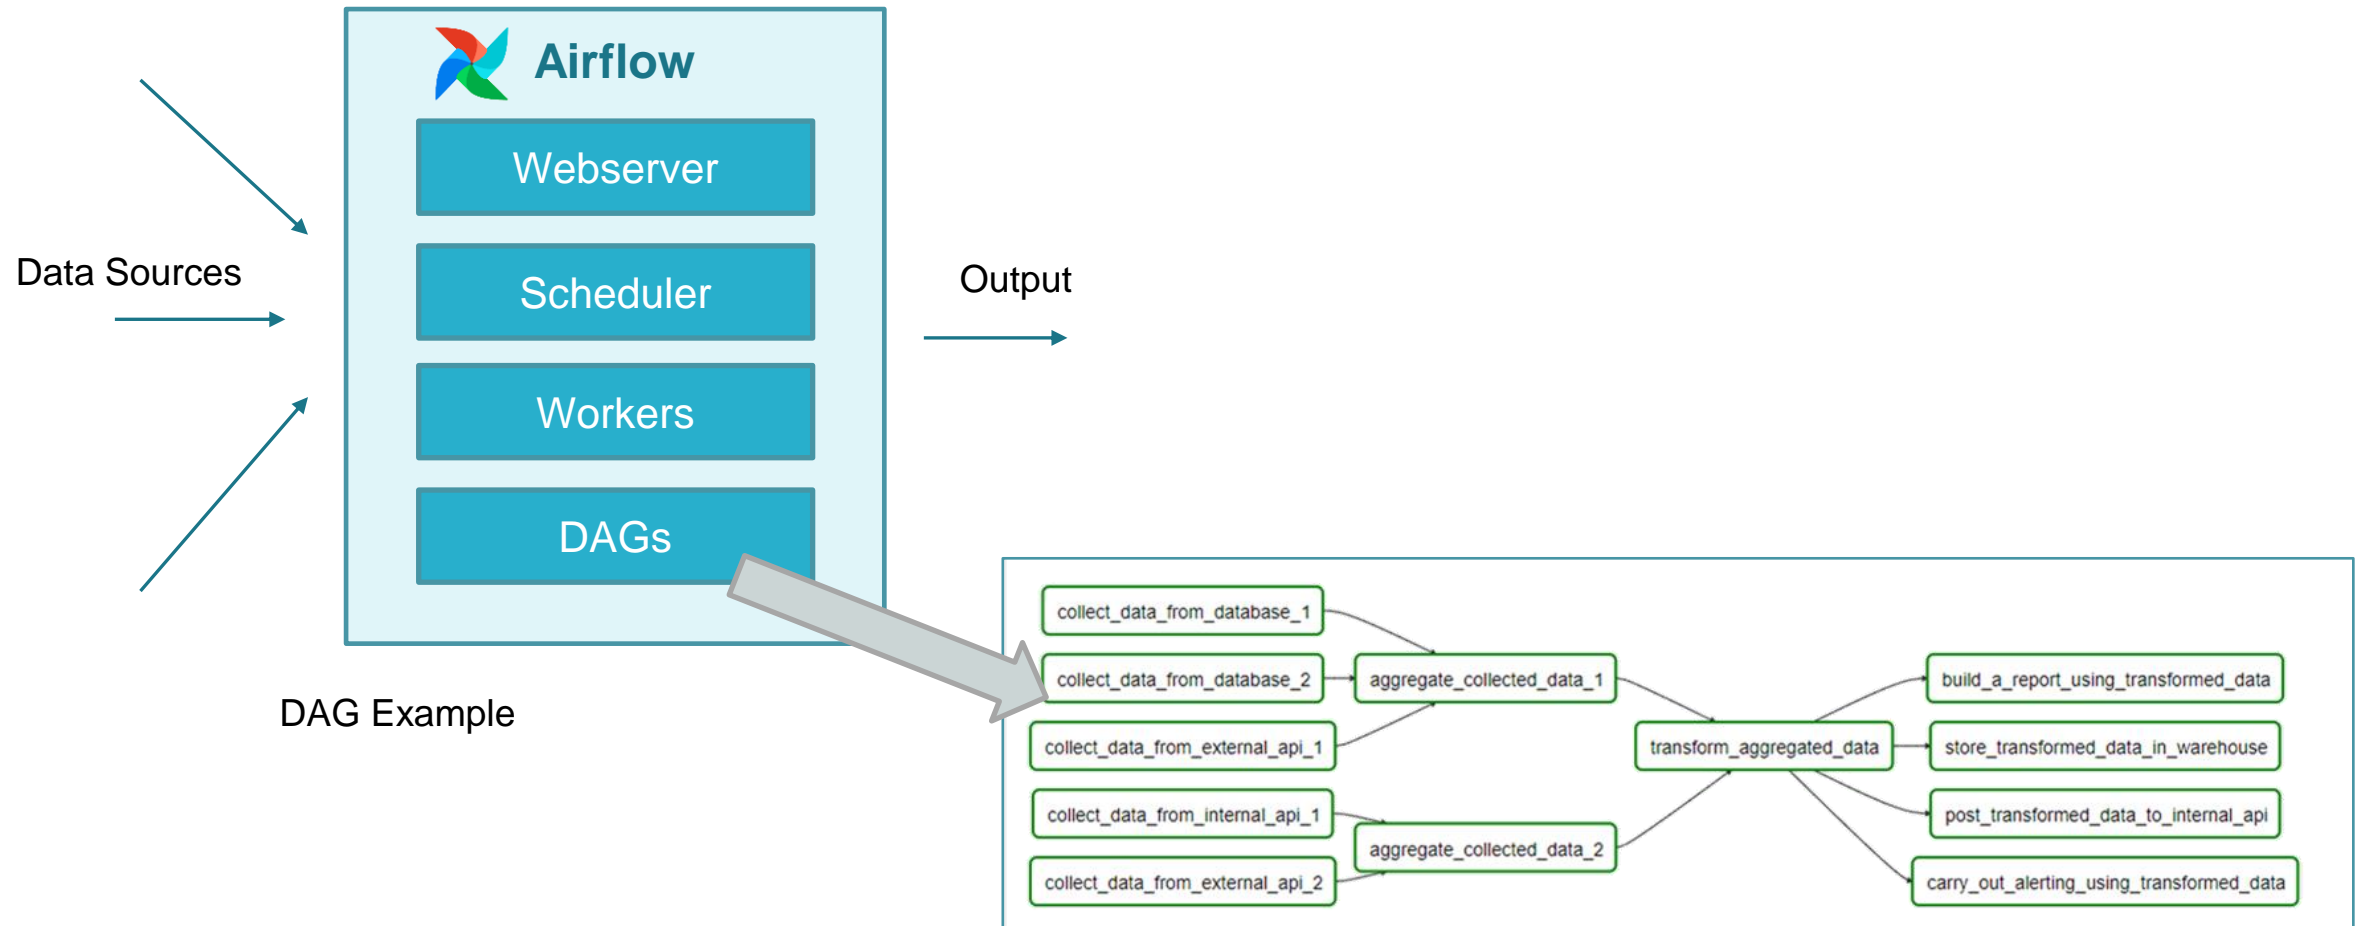 Airflow
Webserver
Scheduler
Workers
DAGs
Data Sources
Output
DAG Example
collect_data_from_database_1
collect_data_from_database_2
collect_data_from_external_api_1
collect_data_from_internal_api_1
collect_data_from_external_api_2
aggregate_collected_data_1
aggregate_collected_data_2
transform_aggregated_data
build_a_report_using_transformed_data
store_transformed_data_in_warehouse
post_transformed_data_to_internal_api
carry_out_alerting_using_transformed_data